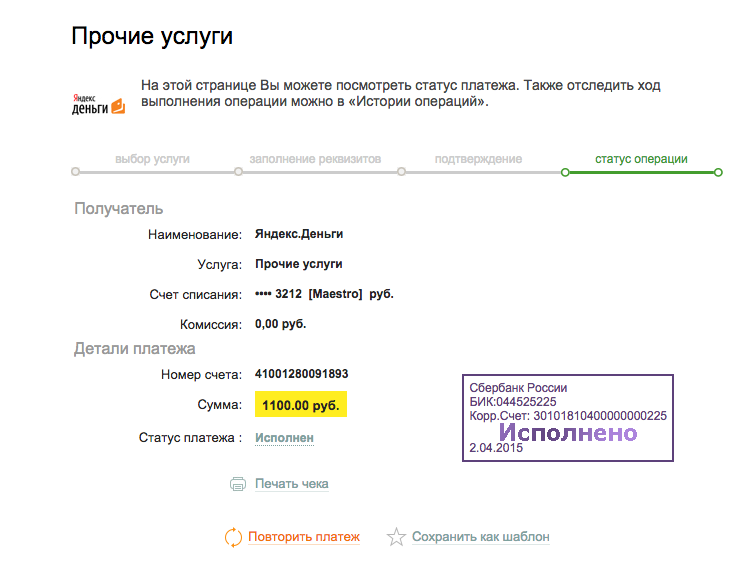 Прочие услуги
Яндекс
деньги
На этой странице Вы можете посмотреть статус платежа. Также отследить ход
выполнения операции можно в «Истории операций».
выбор услуги
заполнение реквизитов
подтверждение
статус операции
Получатель
Наименование: Яндекс.Деньги
Услуга: Прочие услуги
Счет списания: •••• 3212 [Maestro] руб.
Комиссия: 0,00 руб.
Детали платежа
Номер счета: 41001280091893
Сумма: 1100.00 руб.
Статус платежа : Исполнен
Сбербанк России
БИК:044525225
Корр.Счет: 30101810400000000225
Исполнено
2.04.2015
Печать чека
Повторить платеж
Сохранить как шаблон